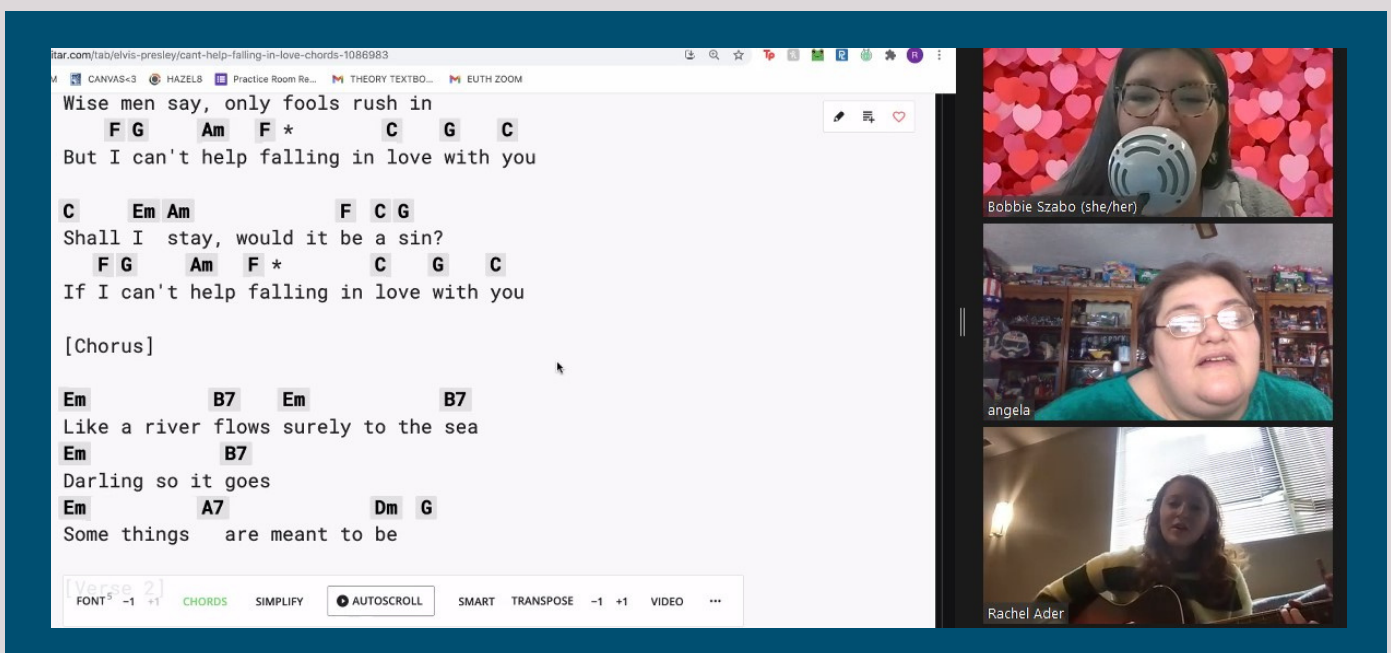 itar.com/tab/elvis-presley/cant-help-falling-in-love-chords-1086983
CANVAS<3 HAZEL8 Practice Room Re... THEORY TEXTBO... EUTH ZOOM
Wise men say, only fools rush in
F G Am F * C G C
But I can't help falling in love with you
C Em Am F C G
Shall I stay, would it be a sin?
F G Am F * C G C
If I can't help falling in love with you
[Chorus]
Em B7 Em B7
Like a river flows surely to the sea
Em B7
Darling so it goes
Em A7 Dm G
Some things are meant to be
[Verse 2]
FONT -1 +1 CHORDS SIMPLIFY AUTOSCROLL SMART TRANSPOSE -1 +1 VIDEO ...
Bobbie Szabo (she/her)
angela
Rachel Ader